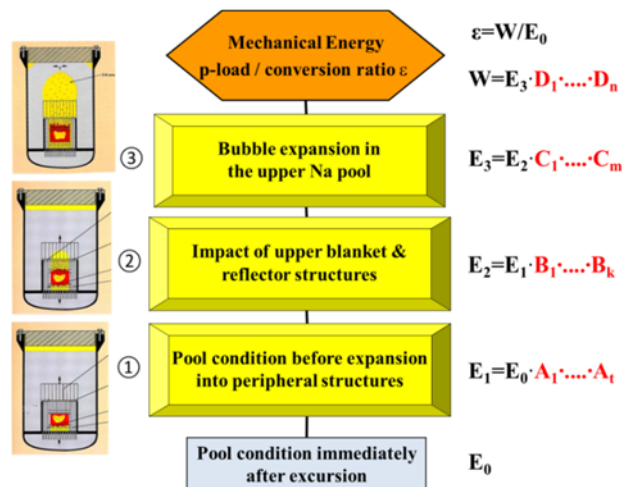 Mechanical Energy
p-load / conversion ratio ε
ε=W/E₀
W=E₃·D₁·....·Dₙ
③
Bubble expansion in
the upper Na pool
E₃=E₂·C₁·....·Cₘ
②
Impact of upper blanket &
reflector structures
E₂=E₁·B₁·....·Bₖ
①
Pool condition before expansion
into peripheral structures
E₁=E₀·A₁·....·Aₜ
Pool condition immediately
after excursion
E₀